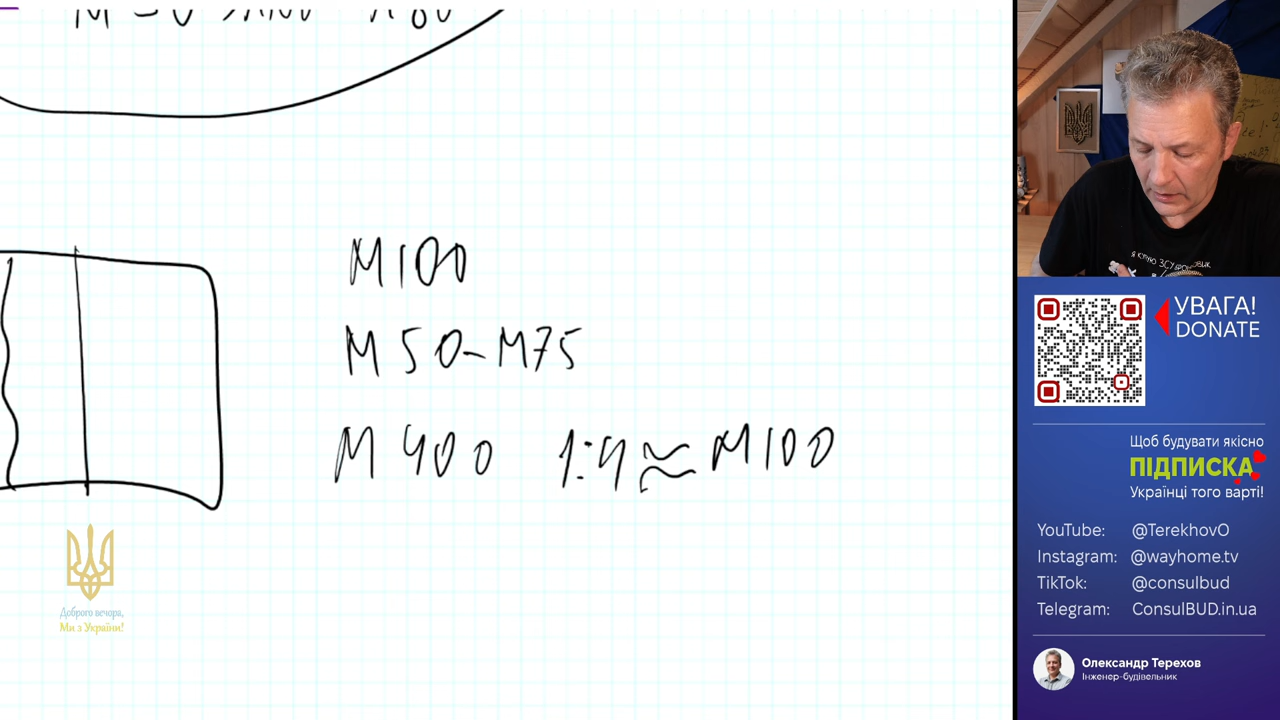 M100
M50-M75
M400 1:4≈M100
Доброго вечора,
Ми з України!
УВАГА!
DONATE
Щоб будувати якісно
ПІДПИСКА
Українці того варті!
YouTube: @TerekhovO
Instagram: @wayhome.tv
TikTok: @consulbud
Telegram: ConsulBUD.in.ua
Олександр Терехов
Інженер-будівельник